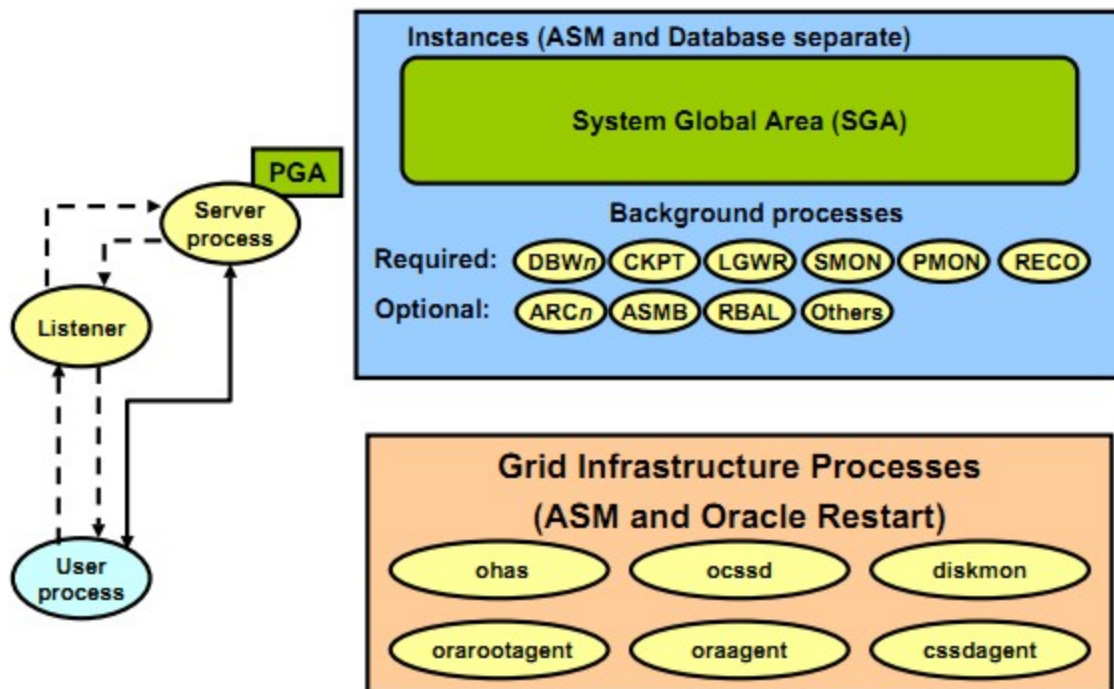 Instances (ASM and Database separate)
System Global Area (SGA)
PGA
Server
process
Background processes
Required: DBWn CKPT LGWR SMON PMON RECO
Optional: ARCn ASMB RBAL Others
Listener
User
process
Grid Infrastructure Processes
(ASM and Oracle Restart)
ohas ocssd diskmon
orarootagent oraagent cssdagent